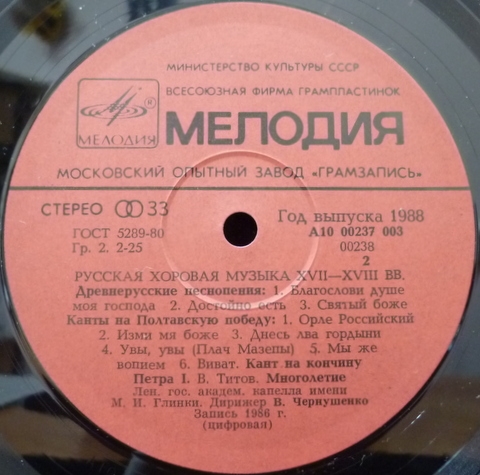 МИНИСТЕРСТВО КУЛЬТУРЫ СССР
ВСЕСОЮЗНАЯ ФИРМА ГРАМПЛАСТИНОК
МЕЛОДИЯ
МЕЛОДИЯ
МОСКОВСКИЙ ОПЫТНЫЙ ЗАВОД «ГРАМЗАПИСЬ»
СТЕРЕО 33
Год выпуска 1988
ГОСТ 5289-80
А10 00237 003
Гр. 2. 2-25
00238
2
РУССКАЯ ХОРОВАЯ МУЗЫКА XVII—XVIII ВВ.
Древнерусские песнопения: 1. Благослови душе
моя господа 2. Достойно есть 3. Святый боже
Канты на Полтавскую победу: 1. Орле Российский
2. Изми мя боже 3. Днесь два гордыни
4. Увы, увы (Плач Мазепы) 5. Мы же
вопием 6. Виват. Кант на кончину
Петра I. В. Титов. Многолетие
Лен. гос. академ. капелла имени
М. И. Глинки. Дирижер В. Чернушенко
Запись 1986 г.
(цифровая)